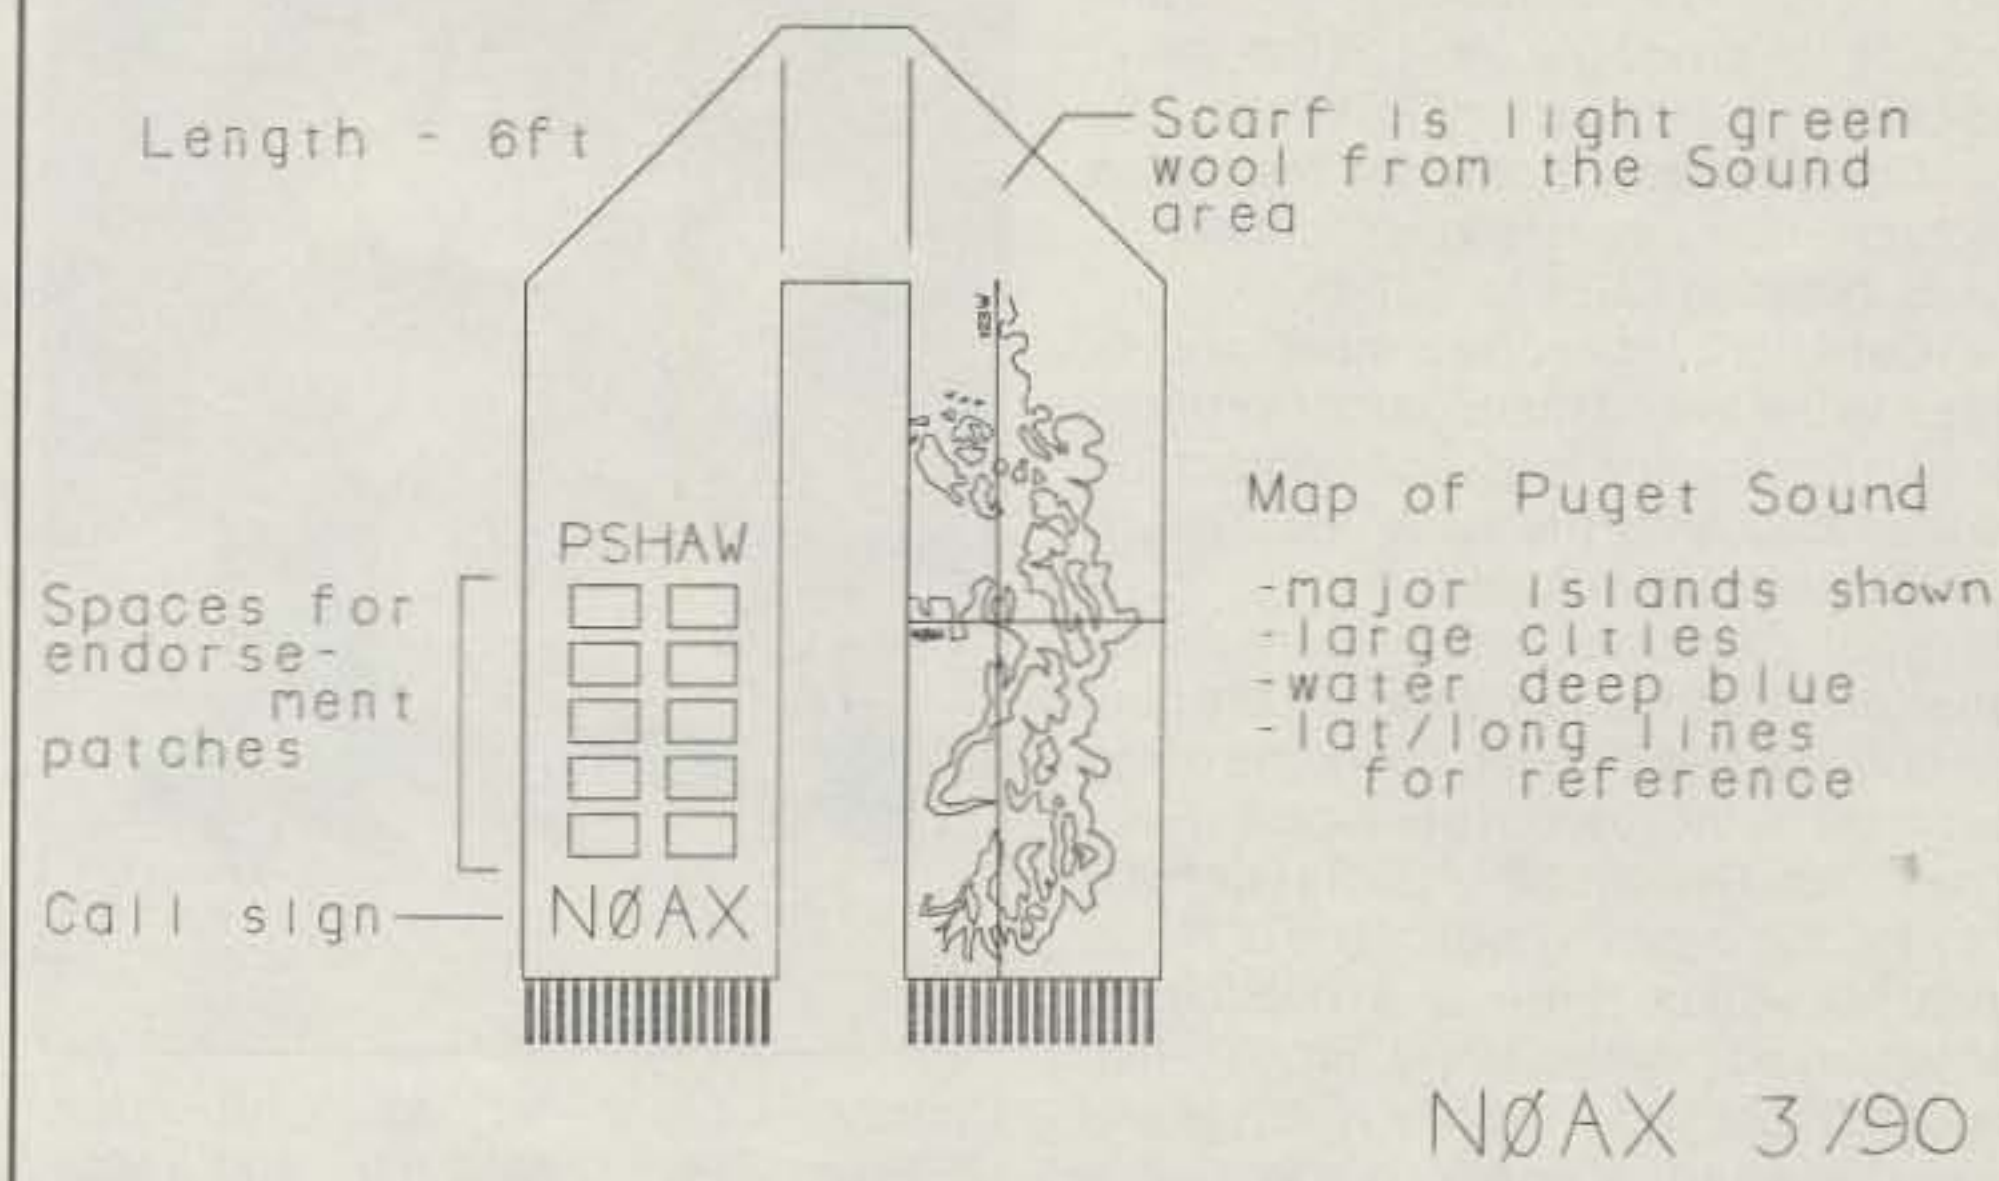 Length - 6ft
Scarf is light green
wool from the Sound
area
123W
Map of Puget Sound
-major islands shown
-large cities
-water deep blue
-lat/long lines
for reference
PSHAW
Spaces for
endorse-
ment
patches
Call sign
NØAX
NØAX 3/90